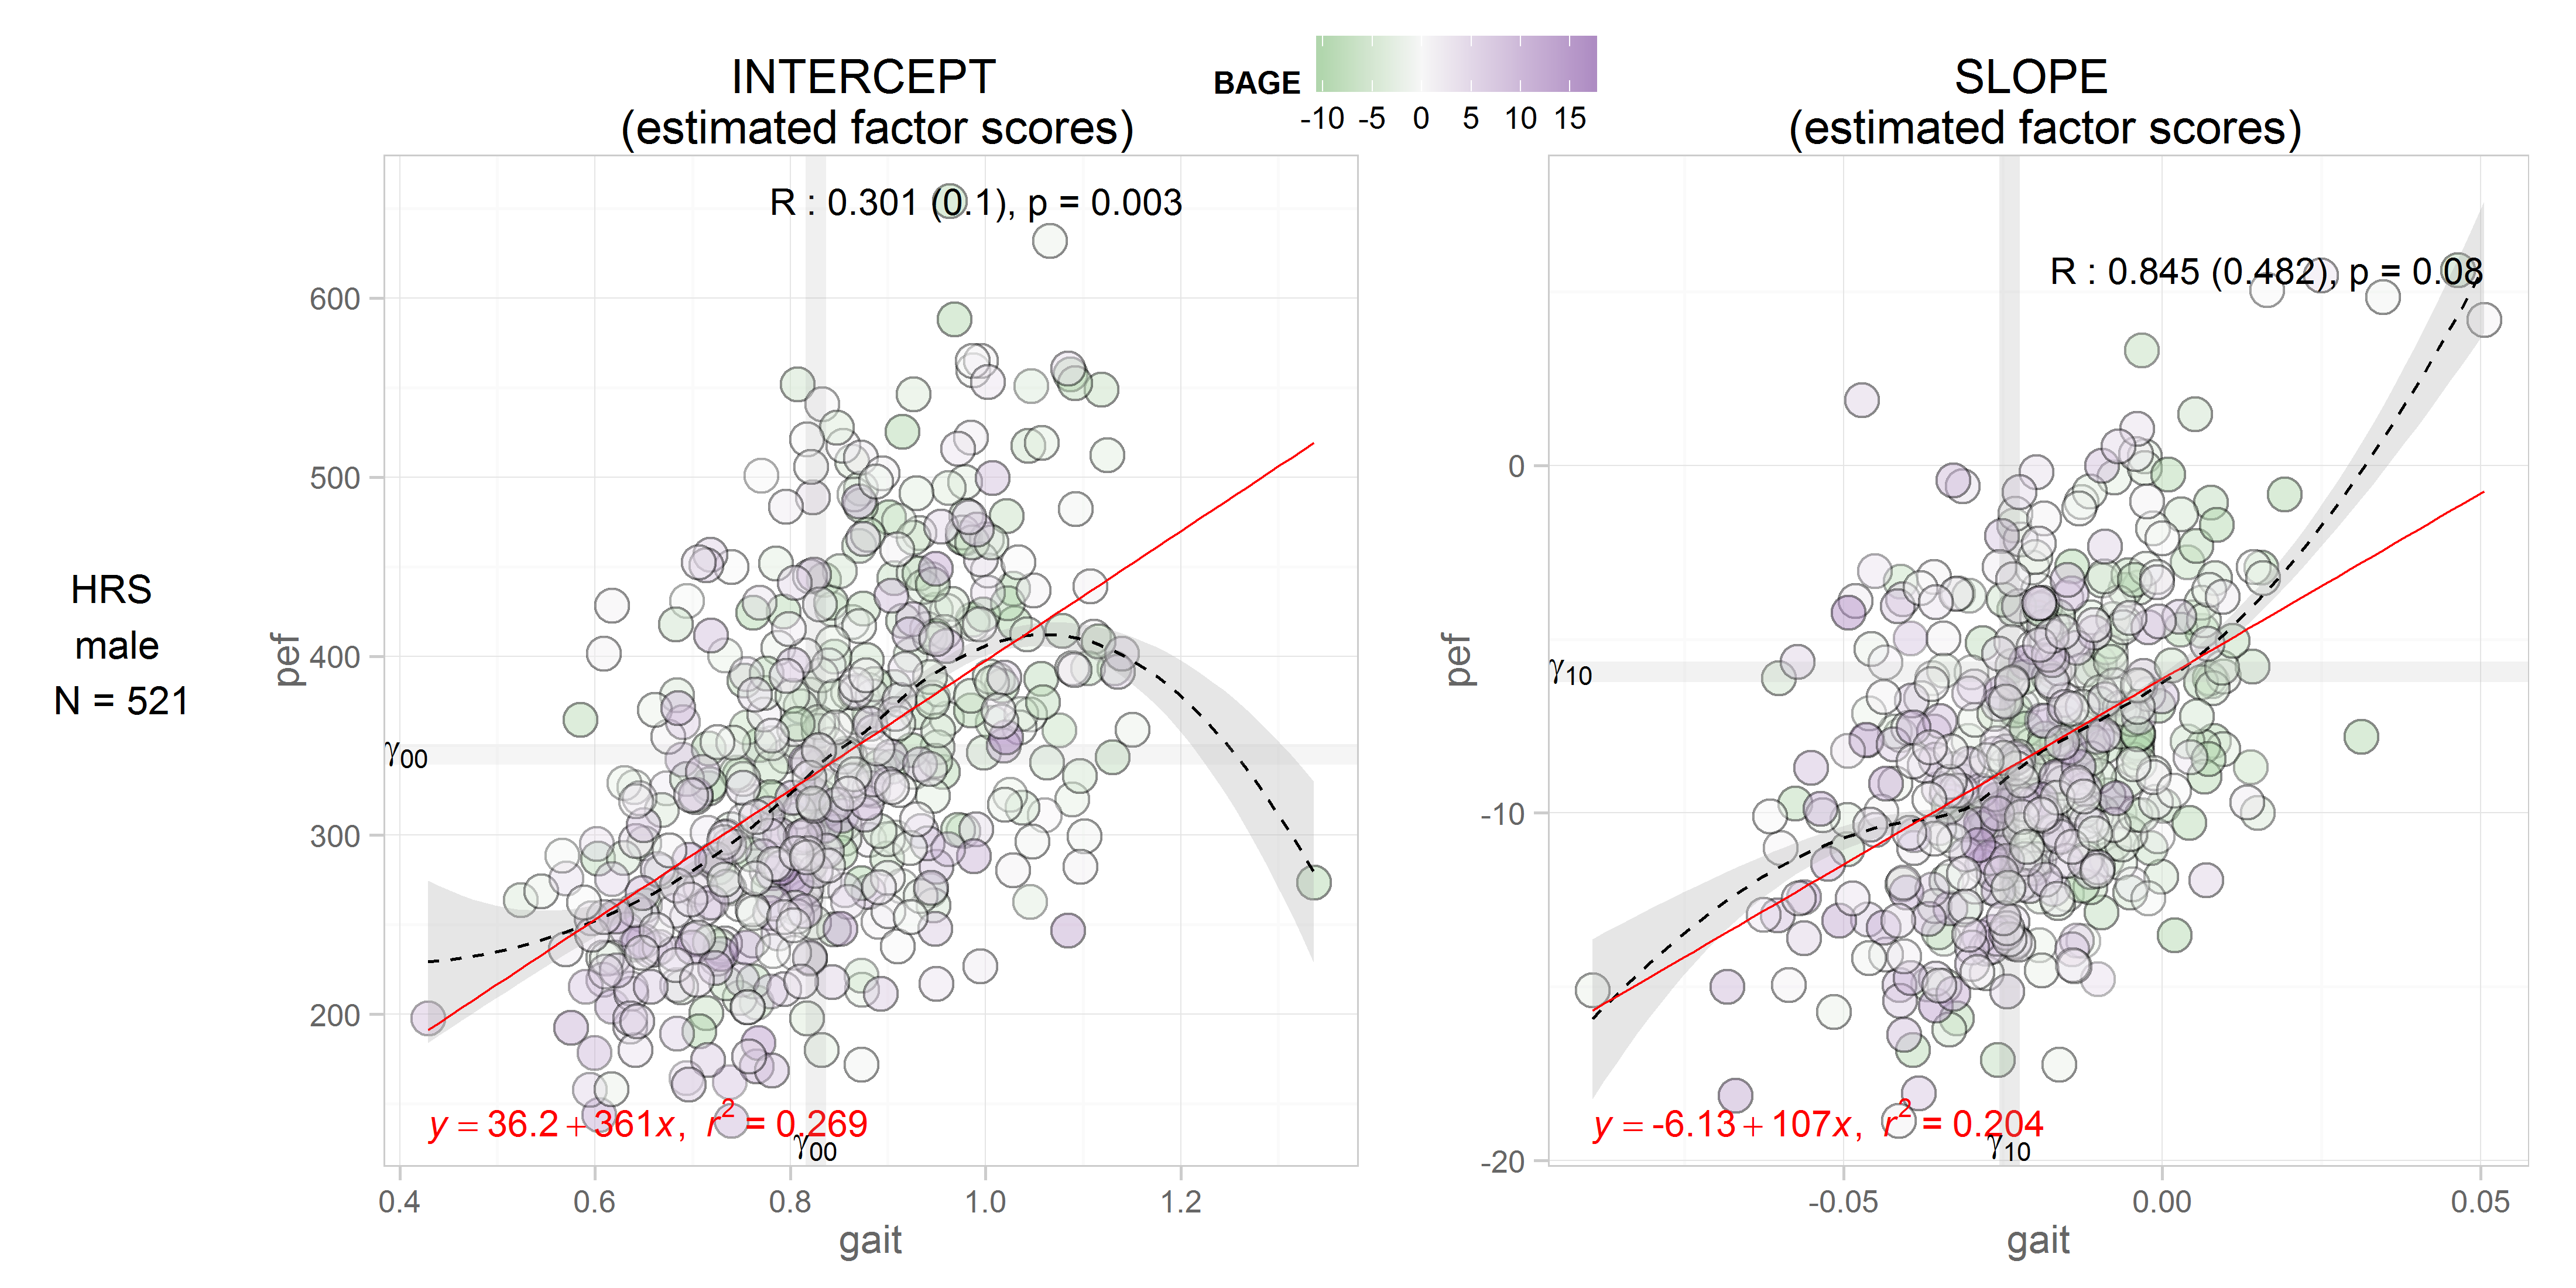 INTERCEPT
(estimated factor scores)
BAGE
-10 -5 0 5 10 15
SLOPE
(estimated factor scores)
HRS
male
N = 521
pef
600
500
400
300
200
R : 0.301 (0.1), p = 0.003
γ00
y = 36.2 + 361x, r2 = 0.269
γ00
0.4 0.6 0.8 1.0 1.2
gait
pef
0
-10
-20
R : 0.845 (0.482), p = 0.08
γ10
y = -6.13 + 107x, r2 = 0.204
γ10
-0.05 0.00 0.05
gait